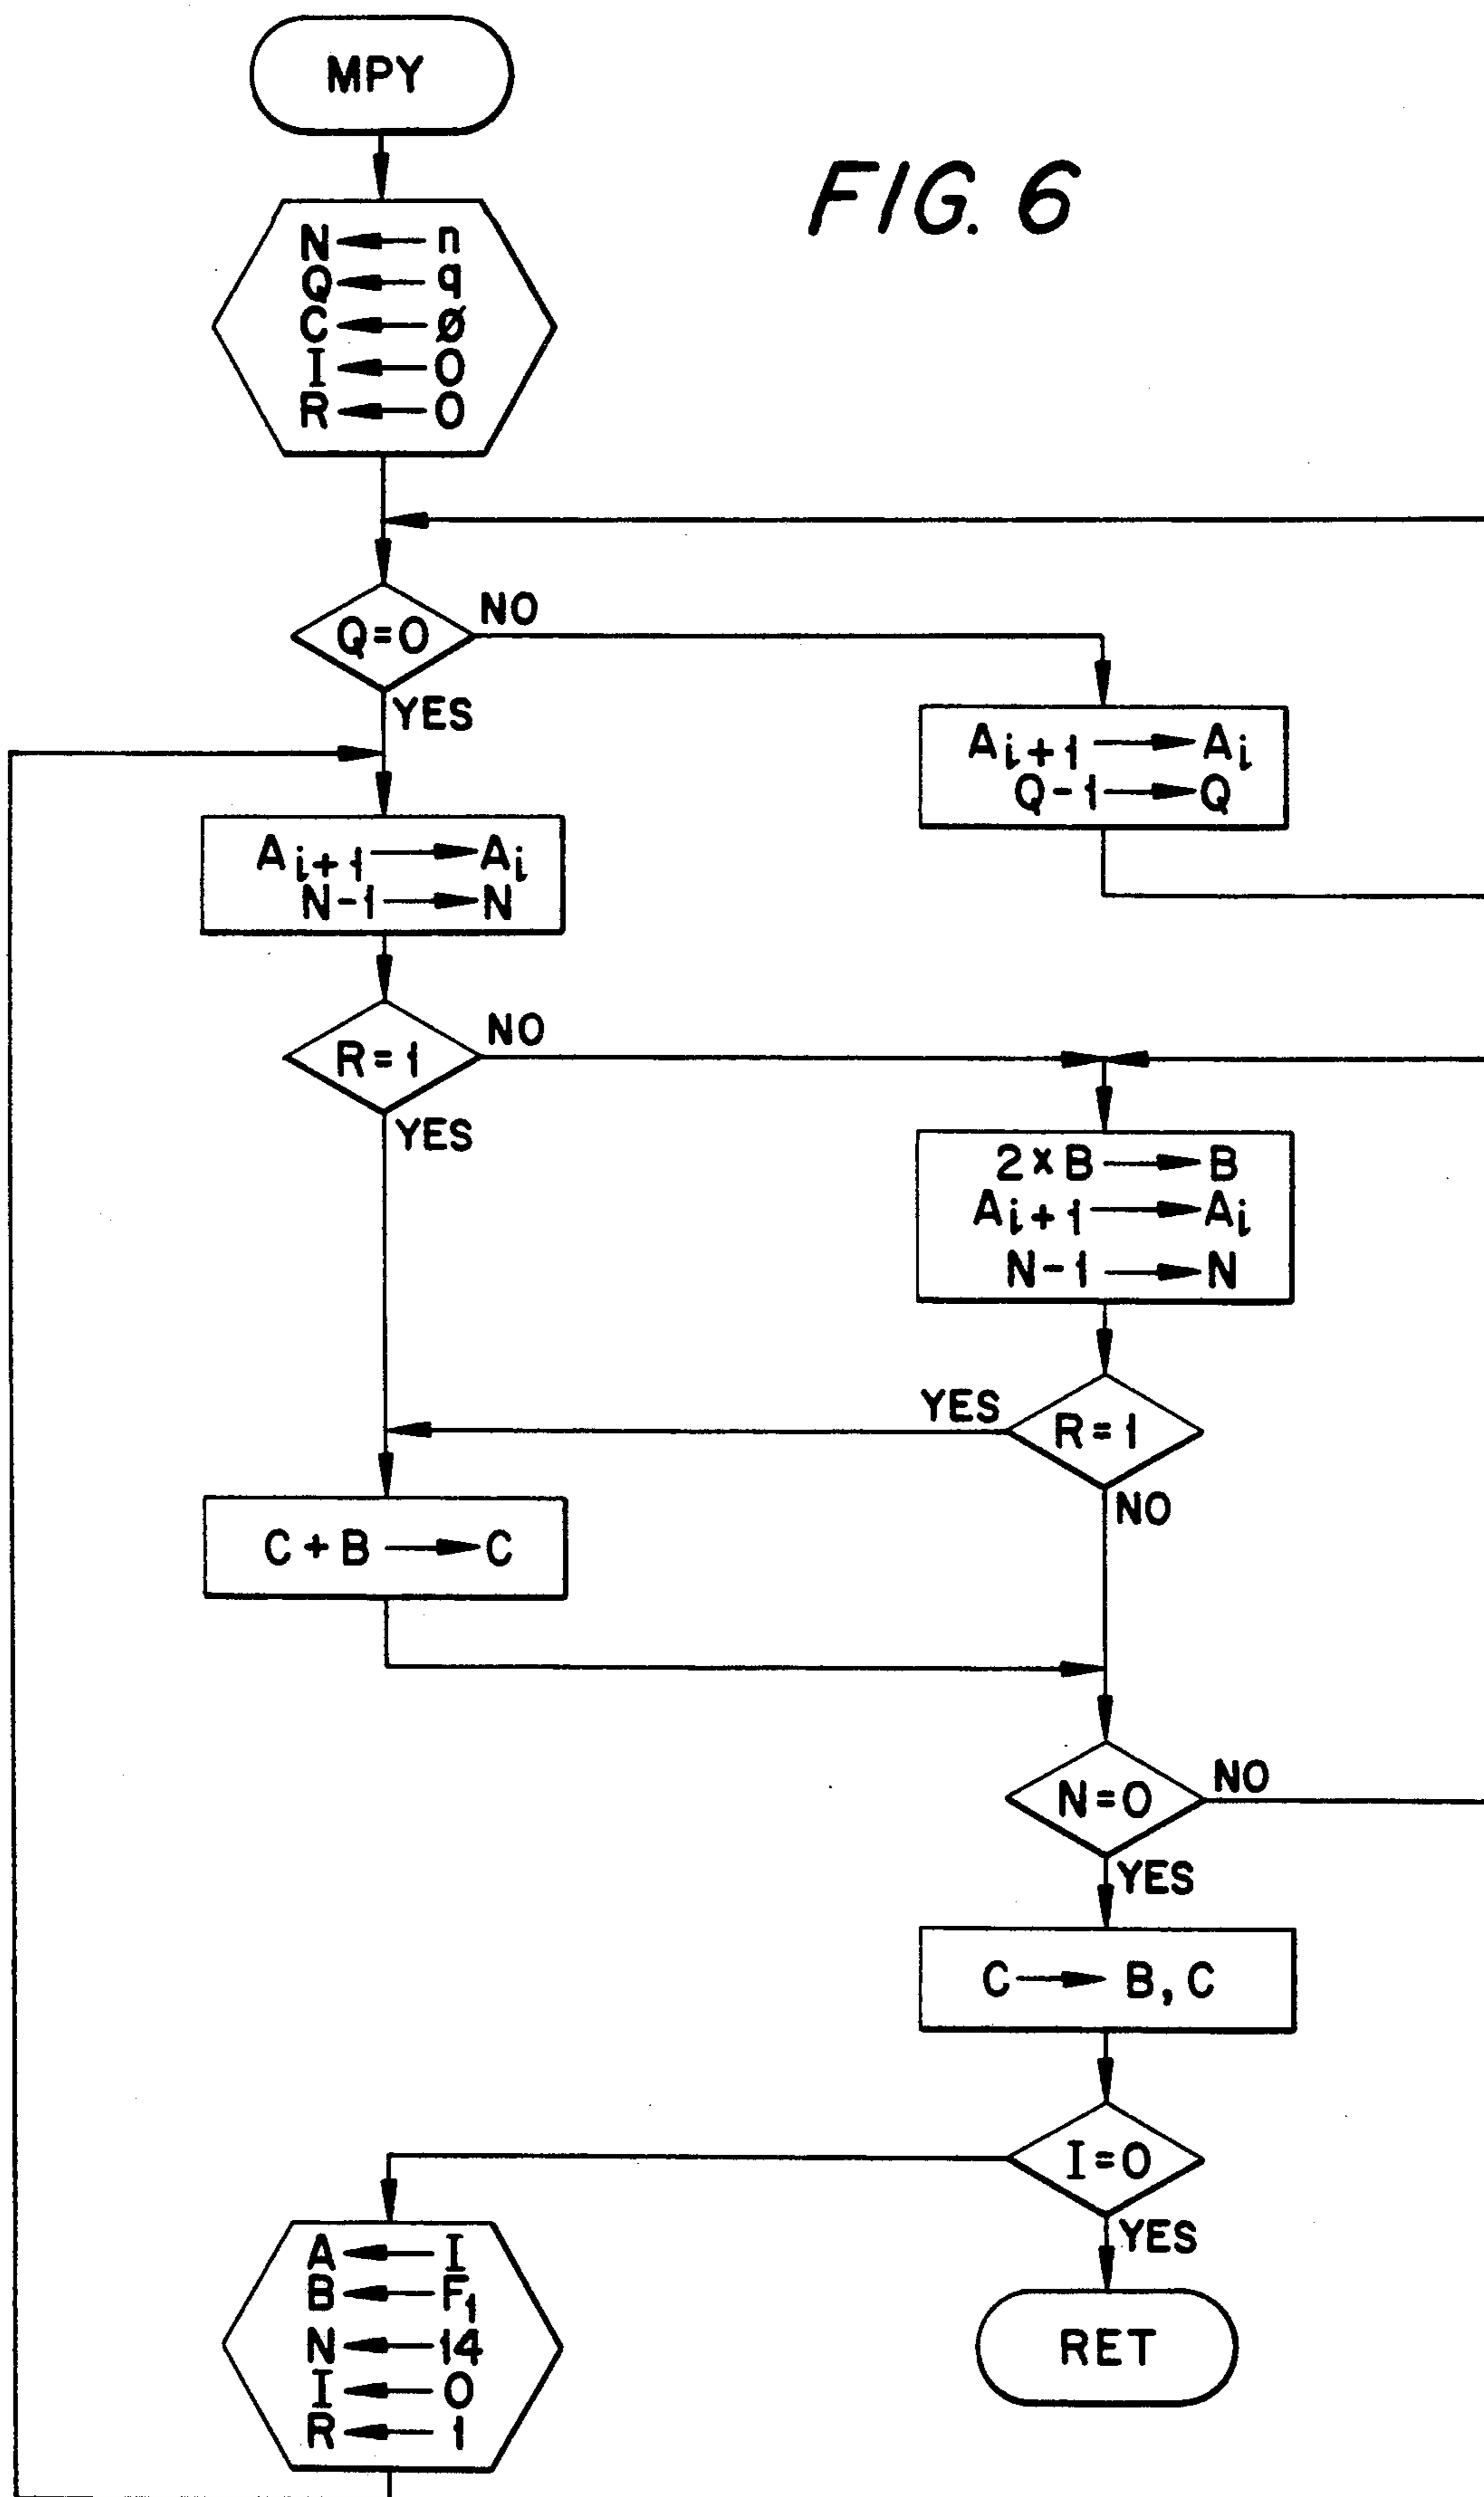 MPY
FIG. 6
N ← n
Q ← q
C ← Ø
I ← 0
R ← 0
Q=0
NO
YES
Ai+1 → Ai
Q-1 → Q
Ai+1 → Ai
N-1 → N
R=1
NO
YES
2×B → B
Ai+1 → Ai
N-1 → N
YES
R=1
NO
C+B → C
N=0
NO
YES
C → B,C
I=0
YES
A ← I
B ← F1
N ← 14
I ← 0
R ← 1
RET